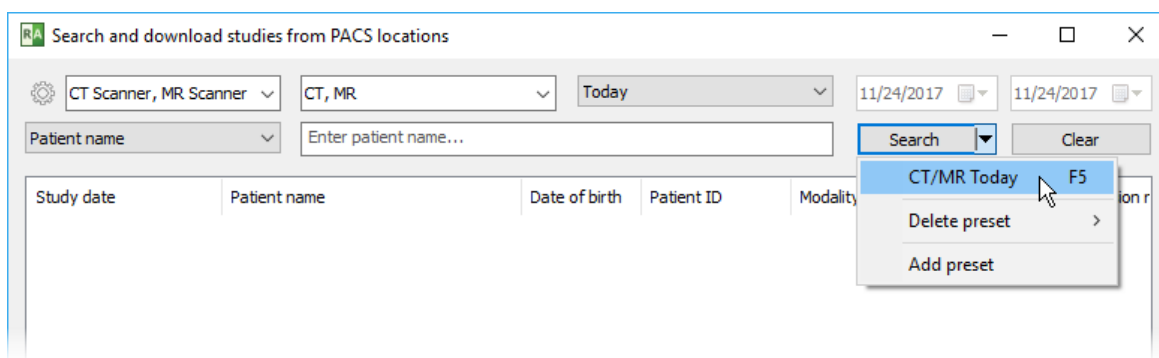 RA Search and download studies from PACS locations
CT Scanner, MR Scanner CT, MR Today 11/24/2017 11/24/2017
Patient name Enter patient name... Search Clear
CT/MR Today F5
Study date Patient name Date of birth Patient ID Modality
Delete preset
Add preset